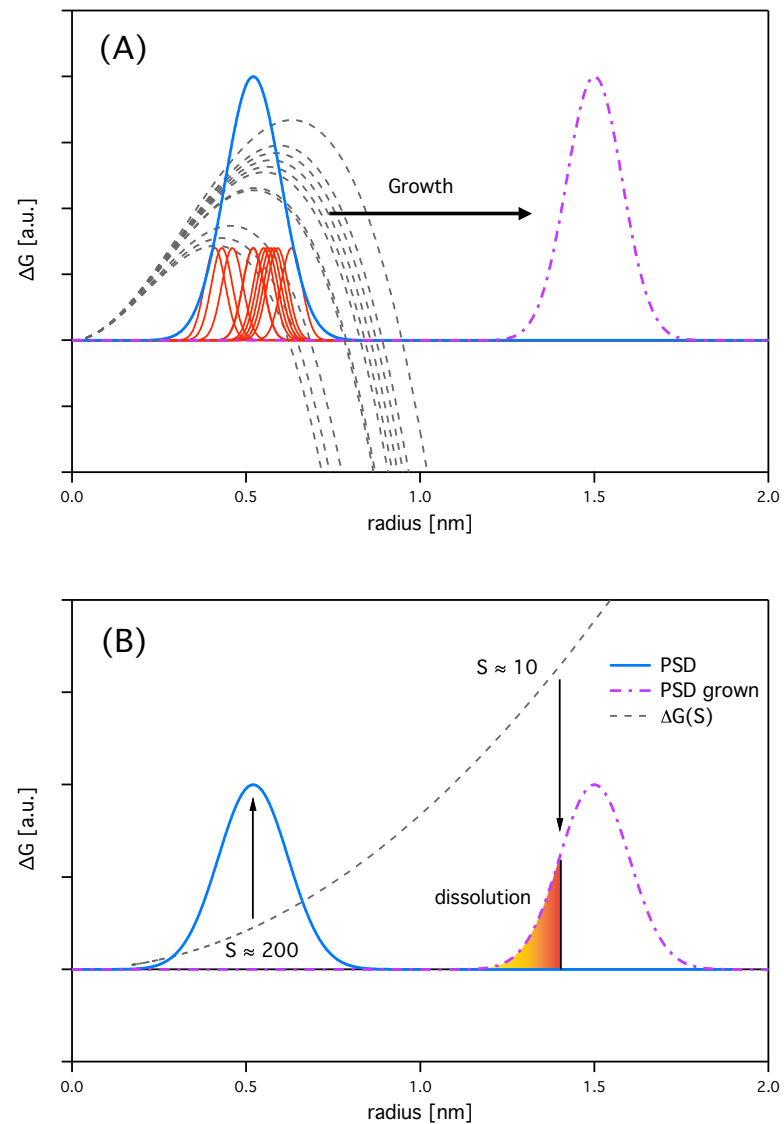 (A)
Growth
ΔG [a.u.]
0.0
0.5
1.0
1.5
2.0
radius [nm]
(B)
S ≈ 10
PSD
PSD grown
ΔG(S)
ΔG [a.u.]
dissolution
S ≈ 200
0.0
0.5
1.0
1.5
2.0
radius [nm]